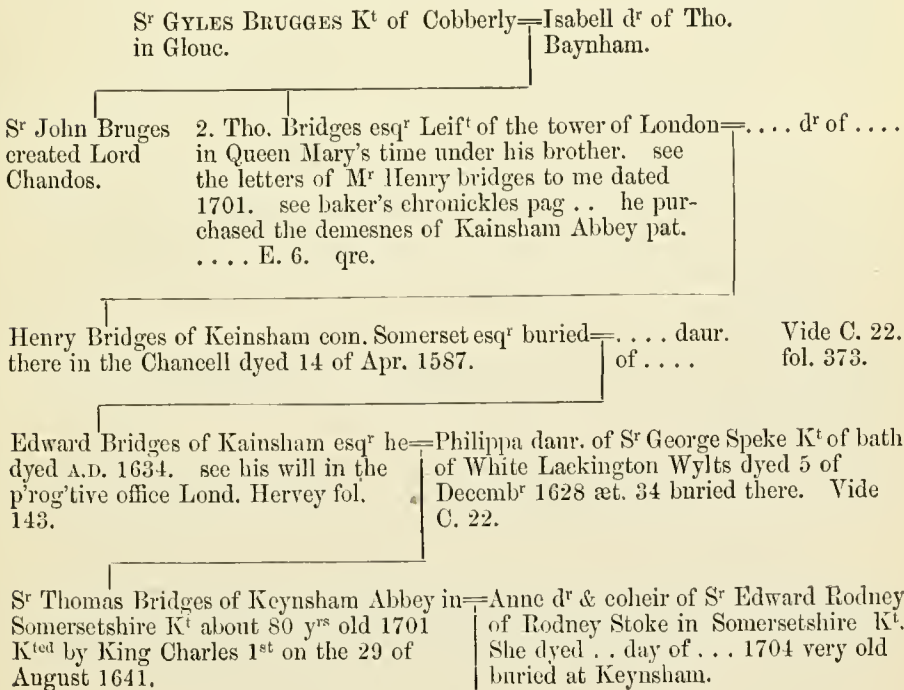 Sʳ GYLES BRUGGES Kᵗ of Cobberly=Isabell dʳ of Tho.
in Glouc. Baynham.
Sʳ John Bruges
created Lord
Chandos.
2. Tho. Bridges esqʳ Leifᵗ of the tower of London=.... dʳ of ....
in Queen Mary's time under his brother. see
the letters of Mʳ Henry bridges to me dated
1701. see baker's chronickles pag .. he pur-
chased the demesnes of Kainsham Abbey pat.
.... E. 6. qre.
Henry Bridges of Keinsham com. Somerset esqʳ buried=.... daur.
there in the Chancell dyed 14 of Apr. 1587. of ....
Vide C. 22.
fol. 373.
Edward Bridges of Kainsham esqʳ he=
dyed A.D. 1634. see his will in the
p'rog'tive office Lond. Hervey fol.
143.
Philippa daur. of Sʳ George Speke Kᵗ of bath
of White Lackington Wylts dyed 5 of
Decembʳ 1628 æt. 34 buried there. Vide
C. 22.
Sʳ Thomas Bridges of Keynsham Abbey in=
Somersetshire Kᵗ about 80 yʳˢ old 1701
Kᵗᵉᵈ by King Charles 1ˢᵗ on the 29 of
August 1641.
Anne dʳ & coheir of Sʳ Edward Rodney
of Rodney Stoke in Somersetshire Kᵗ.
She dyed .. day of ... 1704 very old
buried at Keynsham.